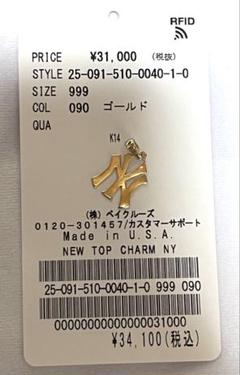 RFID
PRICE ¥31,000 (税抜)
STYLE 25-091-510-0040-1-0
SIZE 999
COL 090 ゴールド
QUA
K14
NY
(株) ベイクルーズ
0120-301457/カスタマーサポート
Made in U.S.A.
NEW TOP CHARM NY
25-091-510-0040-1-0 999 090
0000000000000031000
¥34,100(税込)